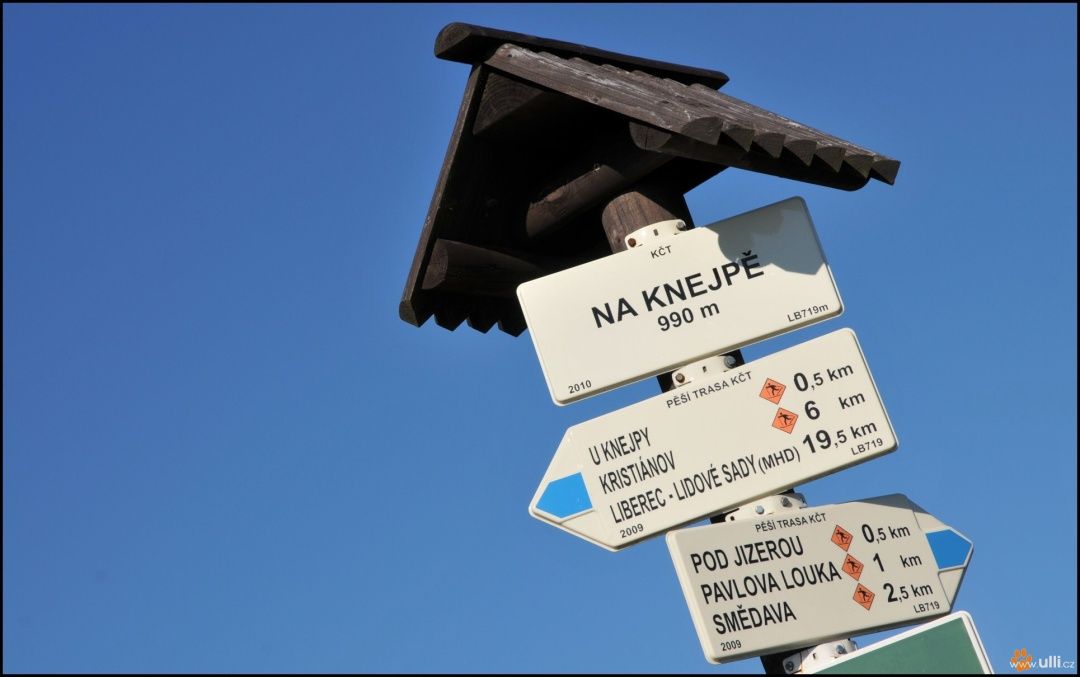 KČT
NA KNEJPĚ
990 m
LB719m
2010
PĚŠÍ TRASA KČT
U KNEJPY 0,5 km
KRISTIÁNOV 6 km
LIBEREC - LIDOVÉ SADY (MHD) 19,5 km
2009 LB719
PĚŠÍ TRASA KČT
POD JIZEROU 0,5 km
PAVLOVA LOUKA 1 km
SMĚDAVA 2,5 km
2009 LB719
www.ulli.cz